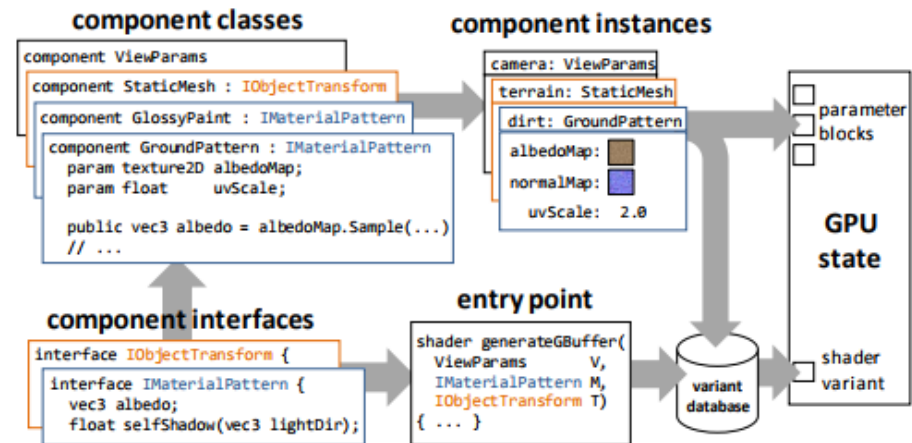 component classes
component ViewParams
component StaticMesh : IObjectTransform
component GlossyPaint : IMaterialPattern
component GroundPattern : IMaterialPattern
param texture2D albedoMap;
param float uvScale;
public vec3 albedo = albedoMap.Sample(...)
// ...
component instances
camera: ViewParams
terrain: StaticMesh
dirt: GroundPattern
albedoMap:
normalMap:
uvScale: 2.0
parameter
blocks
GPU
state
shader
variant
component interfaces
interface IObjectTransform {
interface IMaterialPattern {
vec3 albedo;
float selfShadow(vec3 lightDir);
entry point
shader generateGBuffer(
ViewParams V,
IMaterialPattern M,
IObjectTransform T)
{ ... }
variant
database